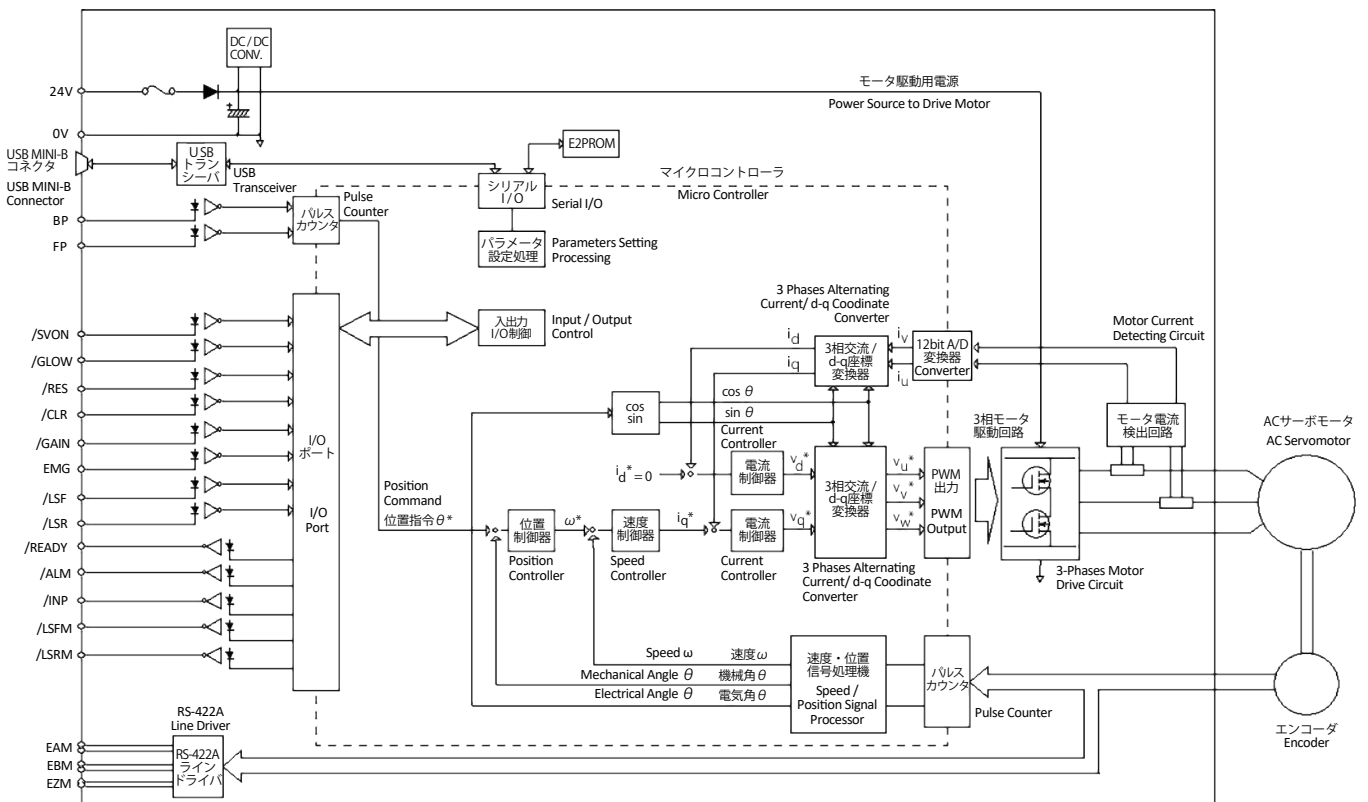 DC / DC
CONV.
24V
モータ駆動用電源
Power Source to Drive Motor
0V
USB MINI-B
コネクタ
USB MINI-B
Connector
USB
トラン
シーバ
USB
Transceiver
E2PROM
シリアル
I/O
Serial I/O
マイクロコントローラ
Micro Controller
BP
FP
パルス
カウンタ
Pulse
Counter
パラメータ
設定処理
Parameters Setting
Processing
/SVON
/GLOW
/RES
/CLR
/GAIN
EMG
/LSF
/LSR
/READY
/ALM
/INP
/LSFM
/LSRM
I/O
ポート
I/O
Port
入出力
I/O制御
Input / Output
Control
3 Phases Alternating
Current/ d-q Coodinate
Converter
i_d
i_q
3相交流 /
d-q座標
変換器
i_v
i_u
12bit A/D
変換器
Converter
Motor Current
Detecting Circuit
cos
sin
cos θ
sin θ
Current
Controller
3相モータ
駆動回路
モータ電流
検出回路
ACサーボモータ
AC Servomotor
i_d* = 0
電流
制御器
v_d*
3相交流 /
d-q座標
変換器
v_u*
v_v*
v_w*
PWM
出力
PWM
Output
Position
Command
位置指令θ*
位置
制御器
Position
Controller
ω*
速度
制御器
Speed
Controller
i_q*
電流
制御器
Current
Controller
v_q*
3 Phases Alternating
Current/ d-q Coodinate
Converter
3-Phases Motor
Drive Circuit
Speed ω 速度ω
Mechanical Angle θ 機械角θ
Electrical Angle θ 電気角θ
速度・位置
信号処理機
Speed /
Position Signal
Processor
パルス
カウンタ
Pulse Counter
エンコーダ
Encoder
RS-422A
Line Driver
EAM
EBM
EZM
RS-422A
ライン
ドライバ